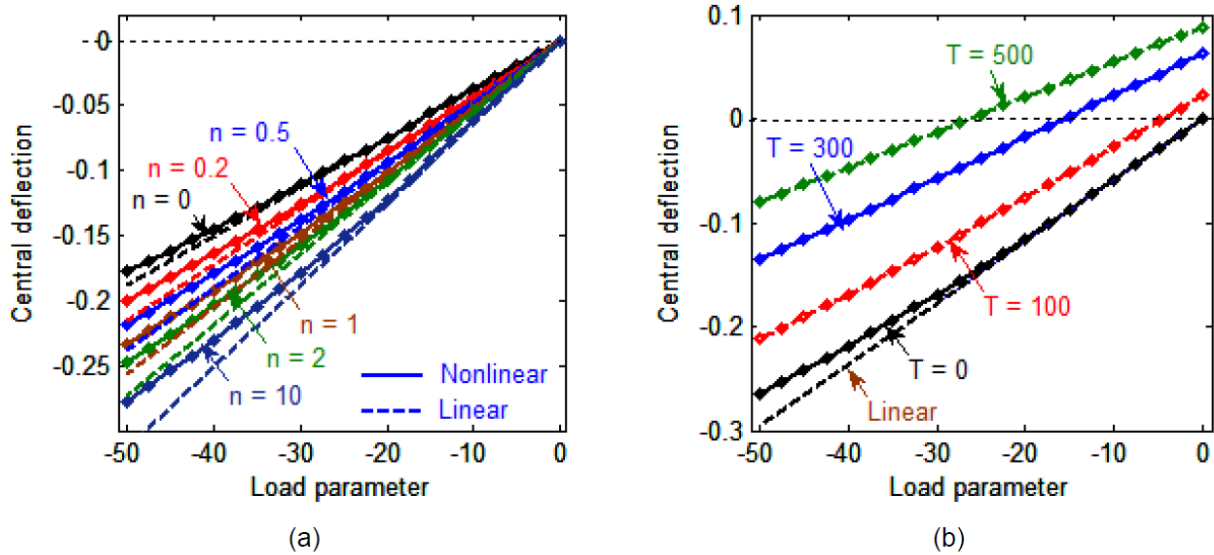 -0
-0.05
-0.1
-0.15
-0.2
-0.25
Central deflection
n = 0.5
n = 0.2
n = 0
n = 1
n = 2
n = 10
Nonlinear
Linear
-50 -40 -30 -20 -10 0
Load parameter
(a)
0.1
0
-0.1
-0.2
-0.3
Central deflection
T = 500
T = 300
T = 100
T = 0
Linear
-50 -40 -30 -20 -10 0
Load parameter
(b)